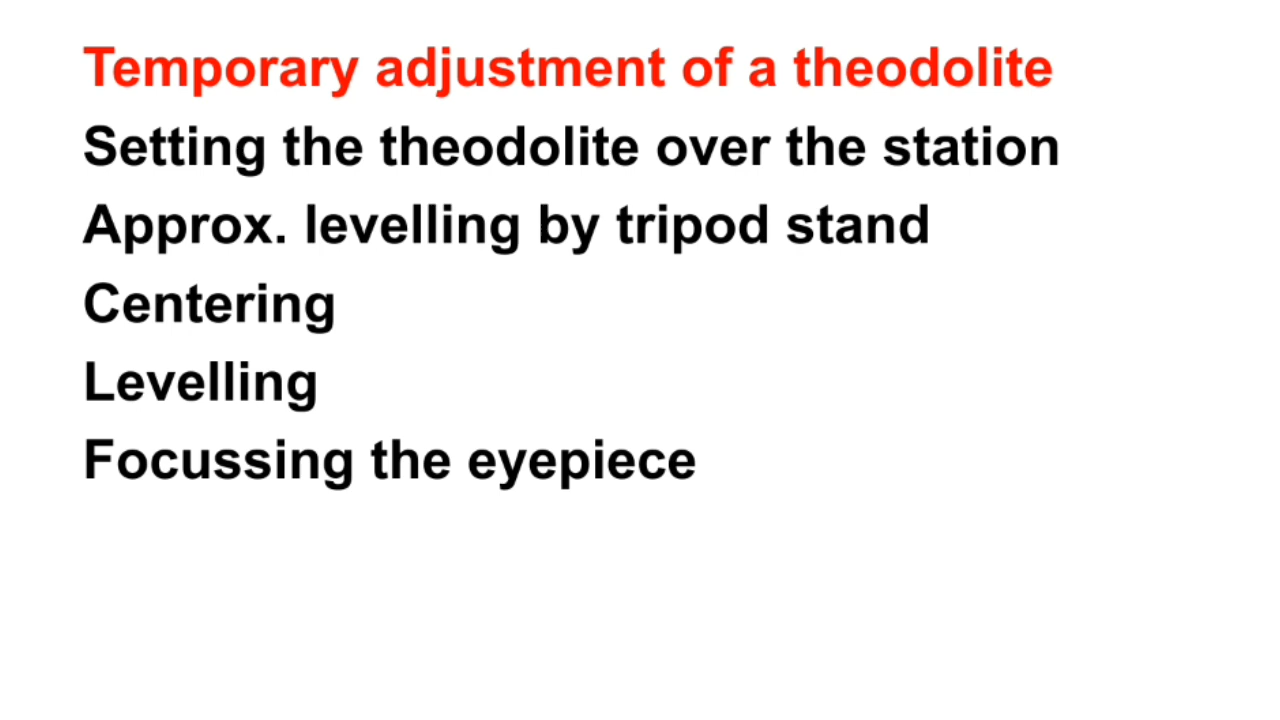 Temporary adjustment of a theodolite
Setting the theodolite over the station
Approx. levelling by tripod stand
Centering
Levelling
Focussing the eyepiece